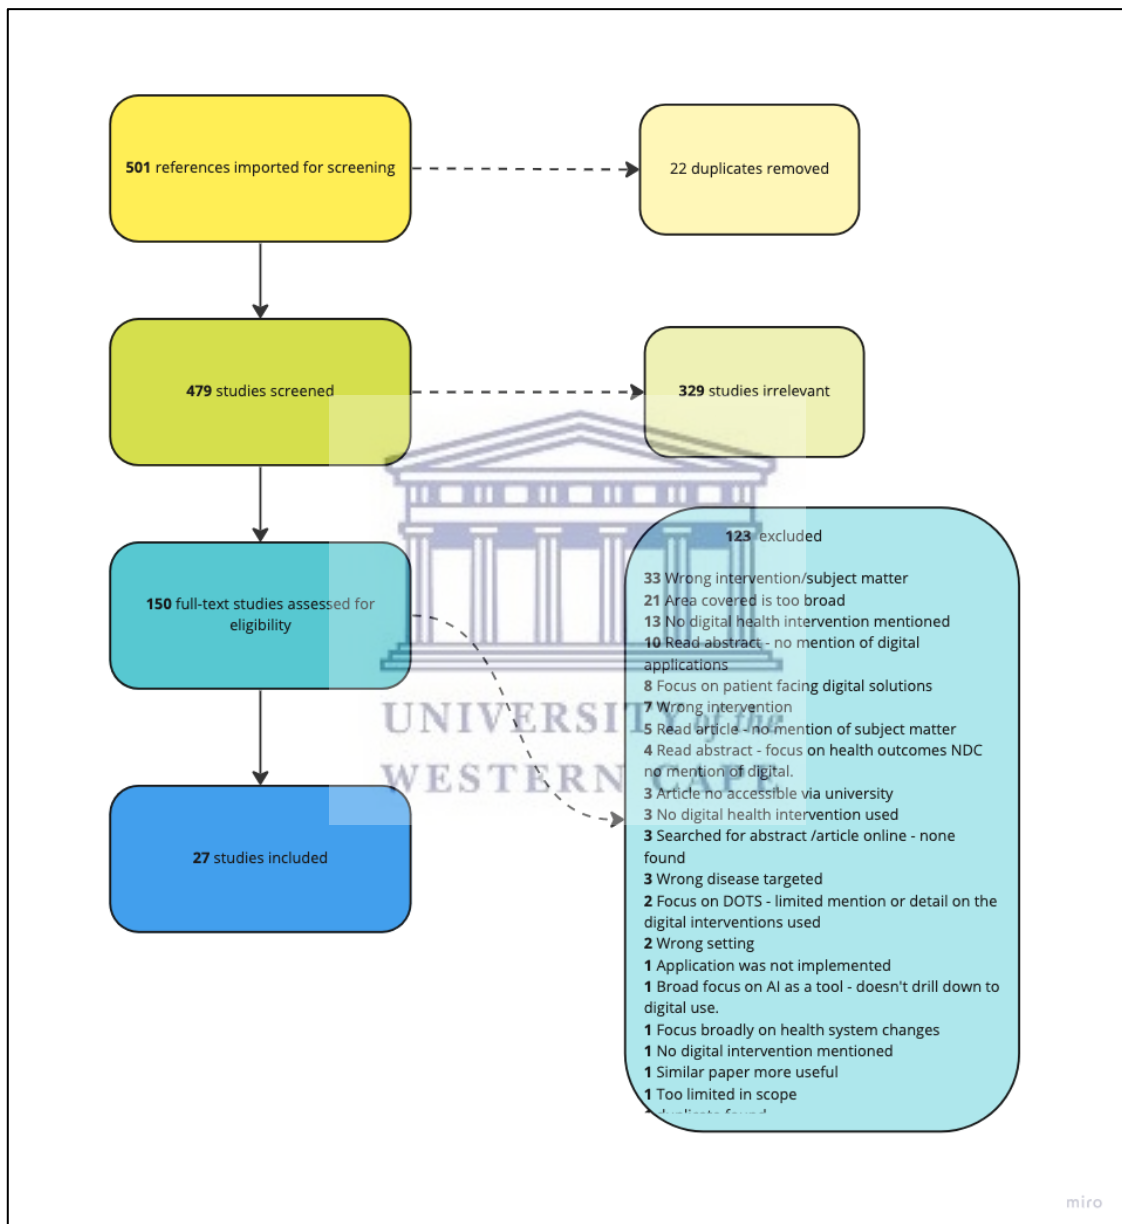 501 references imported for screening
22 duplicates removed
479 studies screened
329 studies irrelevant
150 full-text studies assessed for
eligibility
27 studies included
123 excluded
33 Wrong intervention/subject matter
21 Area covered is too broad
13 No digital health intervention mentioned
10 Read abstract - no mention of digital
applications
8 Focus on patient facing digital solutions
7 Wrong intervention
5 Read article - no mention of subject matter
4 Read abstract - focus on health outcomes NDC
no mention of digital.
3 Article no accessible via university
3 No digital health intervention used
3 Searched for abstract /article online - none
found
3 Wrong disease targeted
2 Focus on DOTS - limited mention or detail on the
digital interventions used
2 Wrong setting
1 Application was not implemented
1 Broad focus on AI as a tool - doesn't drill down to
digital use.
1 Focus broadly on health system changes
1 No digital intervention mentioned
1 Similar paper more useful
1 Too limited in scope
UNIVERSITY of the
WESTERN CAPE
miro